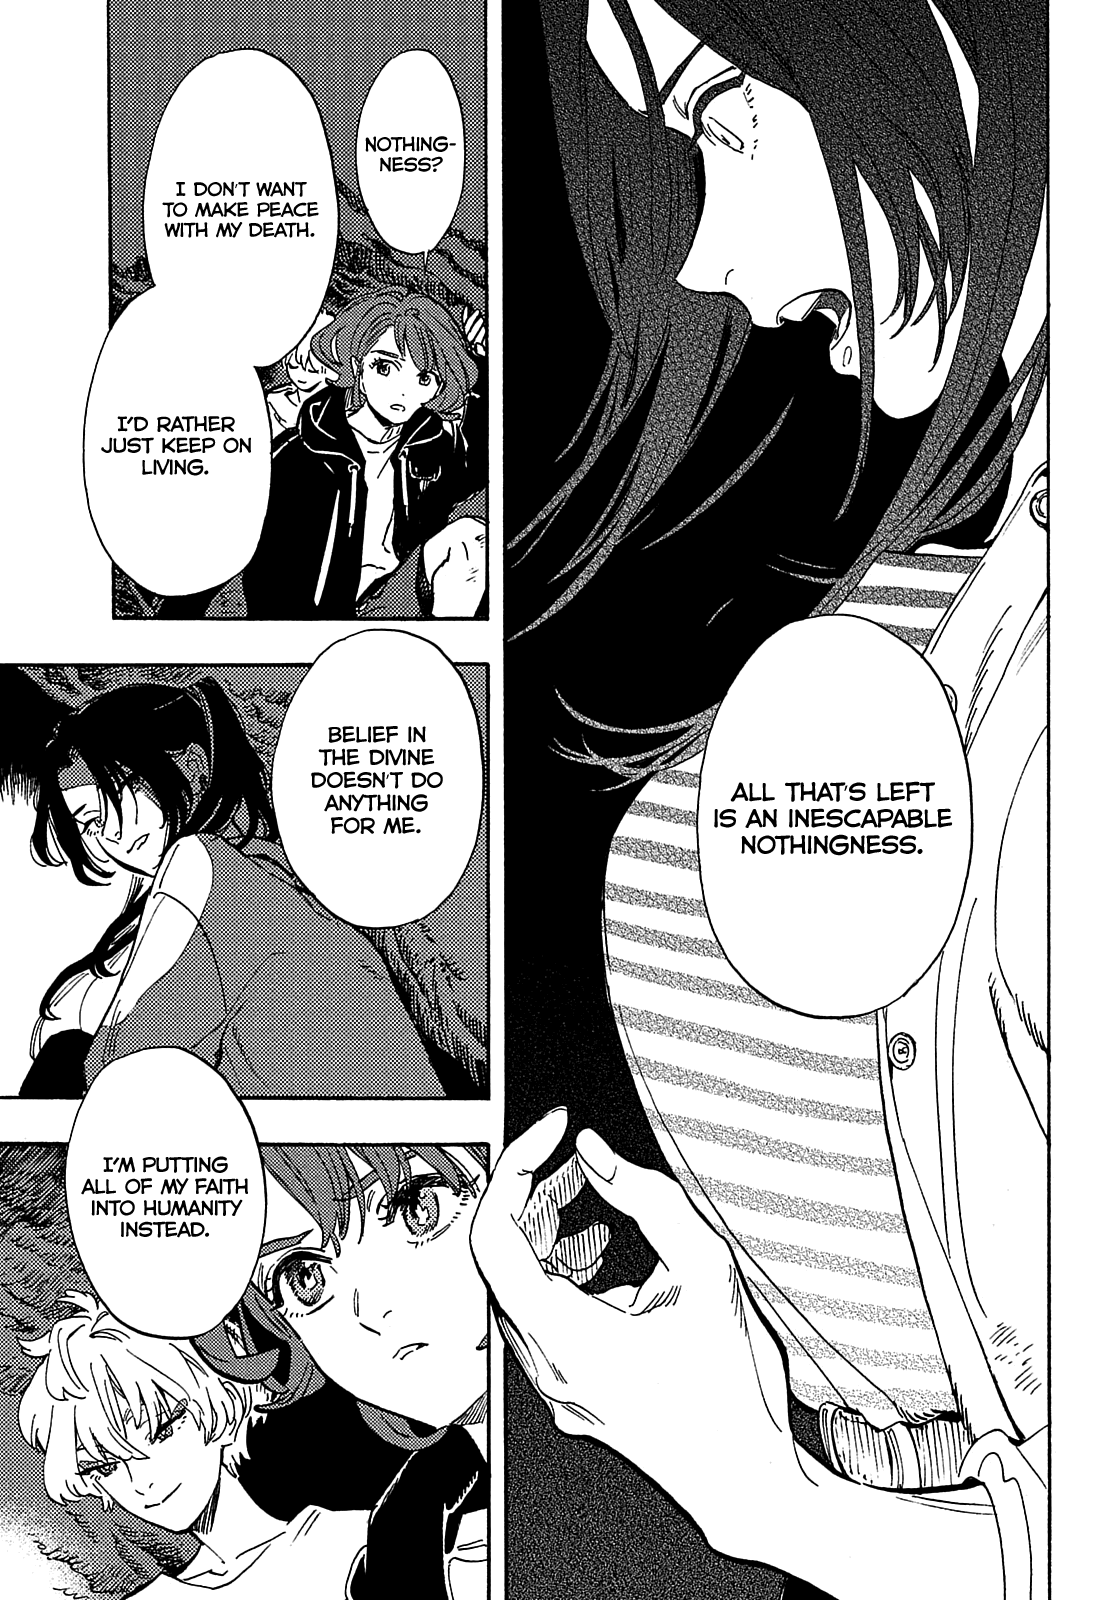 ALL THAT'S LEFT
IS AN INESCAPABLE
NOTHINGNESS.
NOTHING-
NESS?
I DON'T WANT
TO MAKE PEACE
WITH MY DEATH.
I'D RATHER
JUST KEEP ON
LIVING.
BELIEF IN
THE DIVINE
DOESN'T DO
ANYTHING
FOR ME.
I'M PUTTING
ALL OF MY FAITH
INTO HUMANITY
INSTEAD.